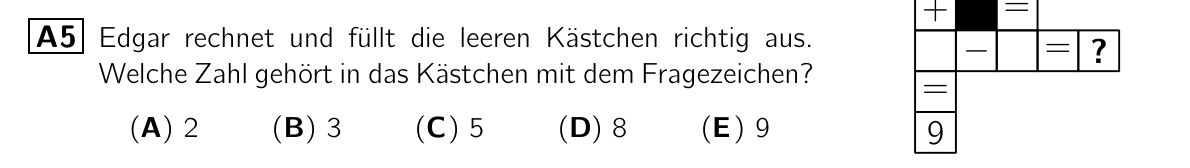 + =
A5 Edgar rechnet und füllt die leeren Kästchen richtig aus.
− = ?
Welche Zahl gehört in das Kästchen mit dem Fragezeichen?
=
(A) 2 (B) 3 (C) 5 (D) 8 (E) 9
9